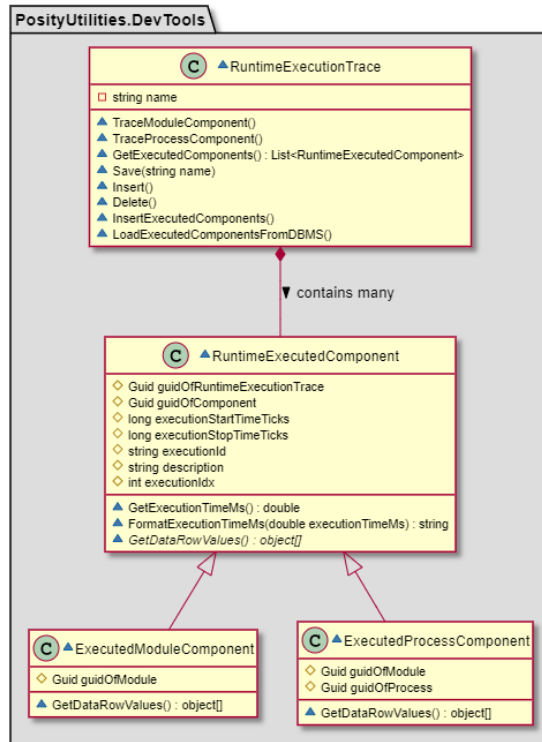 PosityUtilities.DevTools
C RuntimeExecutionTrace
string name
TraceModuleComponent()
TraceProcessComponent()
GetExecutedComponents() : List<RuntimeExecutedComponent>
Save(string name)
Insert()
Delete()
InsertExecutedComponents()
LoadExecutedComponentsFromDBMS()
contains many
C RuntimeExecutedComponent
Guid guidOfRuntimeExecutionTrace
Guid guidOfComponent
long executionStartTimeTicks
long executionStopTimeTicks
string executionId
string description
int executionIdx
GetExecutionTimeMs() : double
FormatExecutionTimeMs(double executionTimeMs) : string
GetDataRowValues() : object[]
C ExecutedModuleComponent
Guid guidOfModule
GetDataRowValues() : object[]
C ExecutedProcessComponent
Guid guidOfModule
Guid guidOfProcess
GetDataRowValues() : object[]